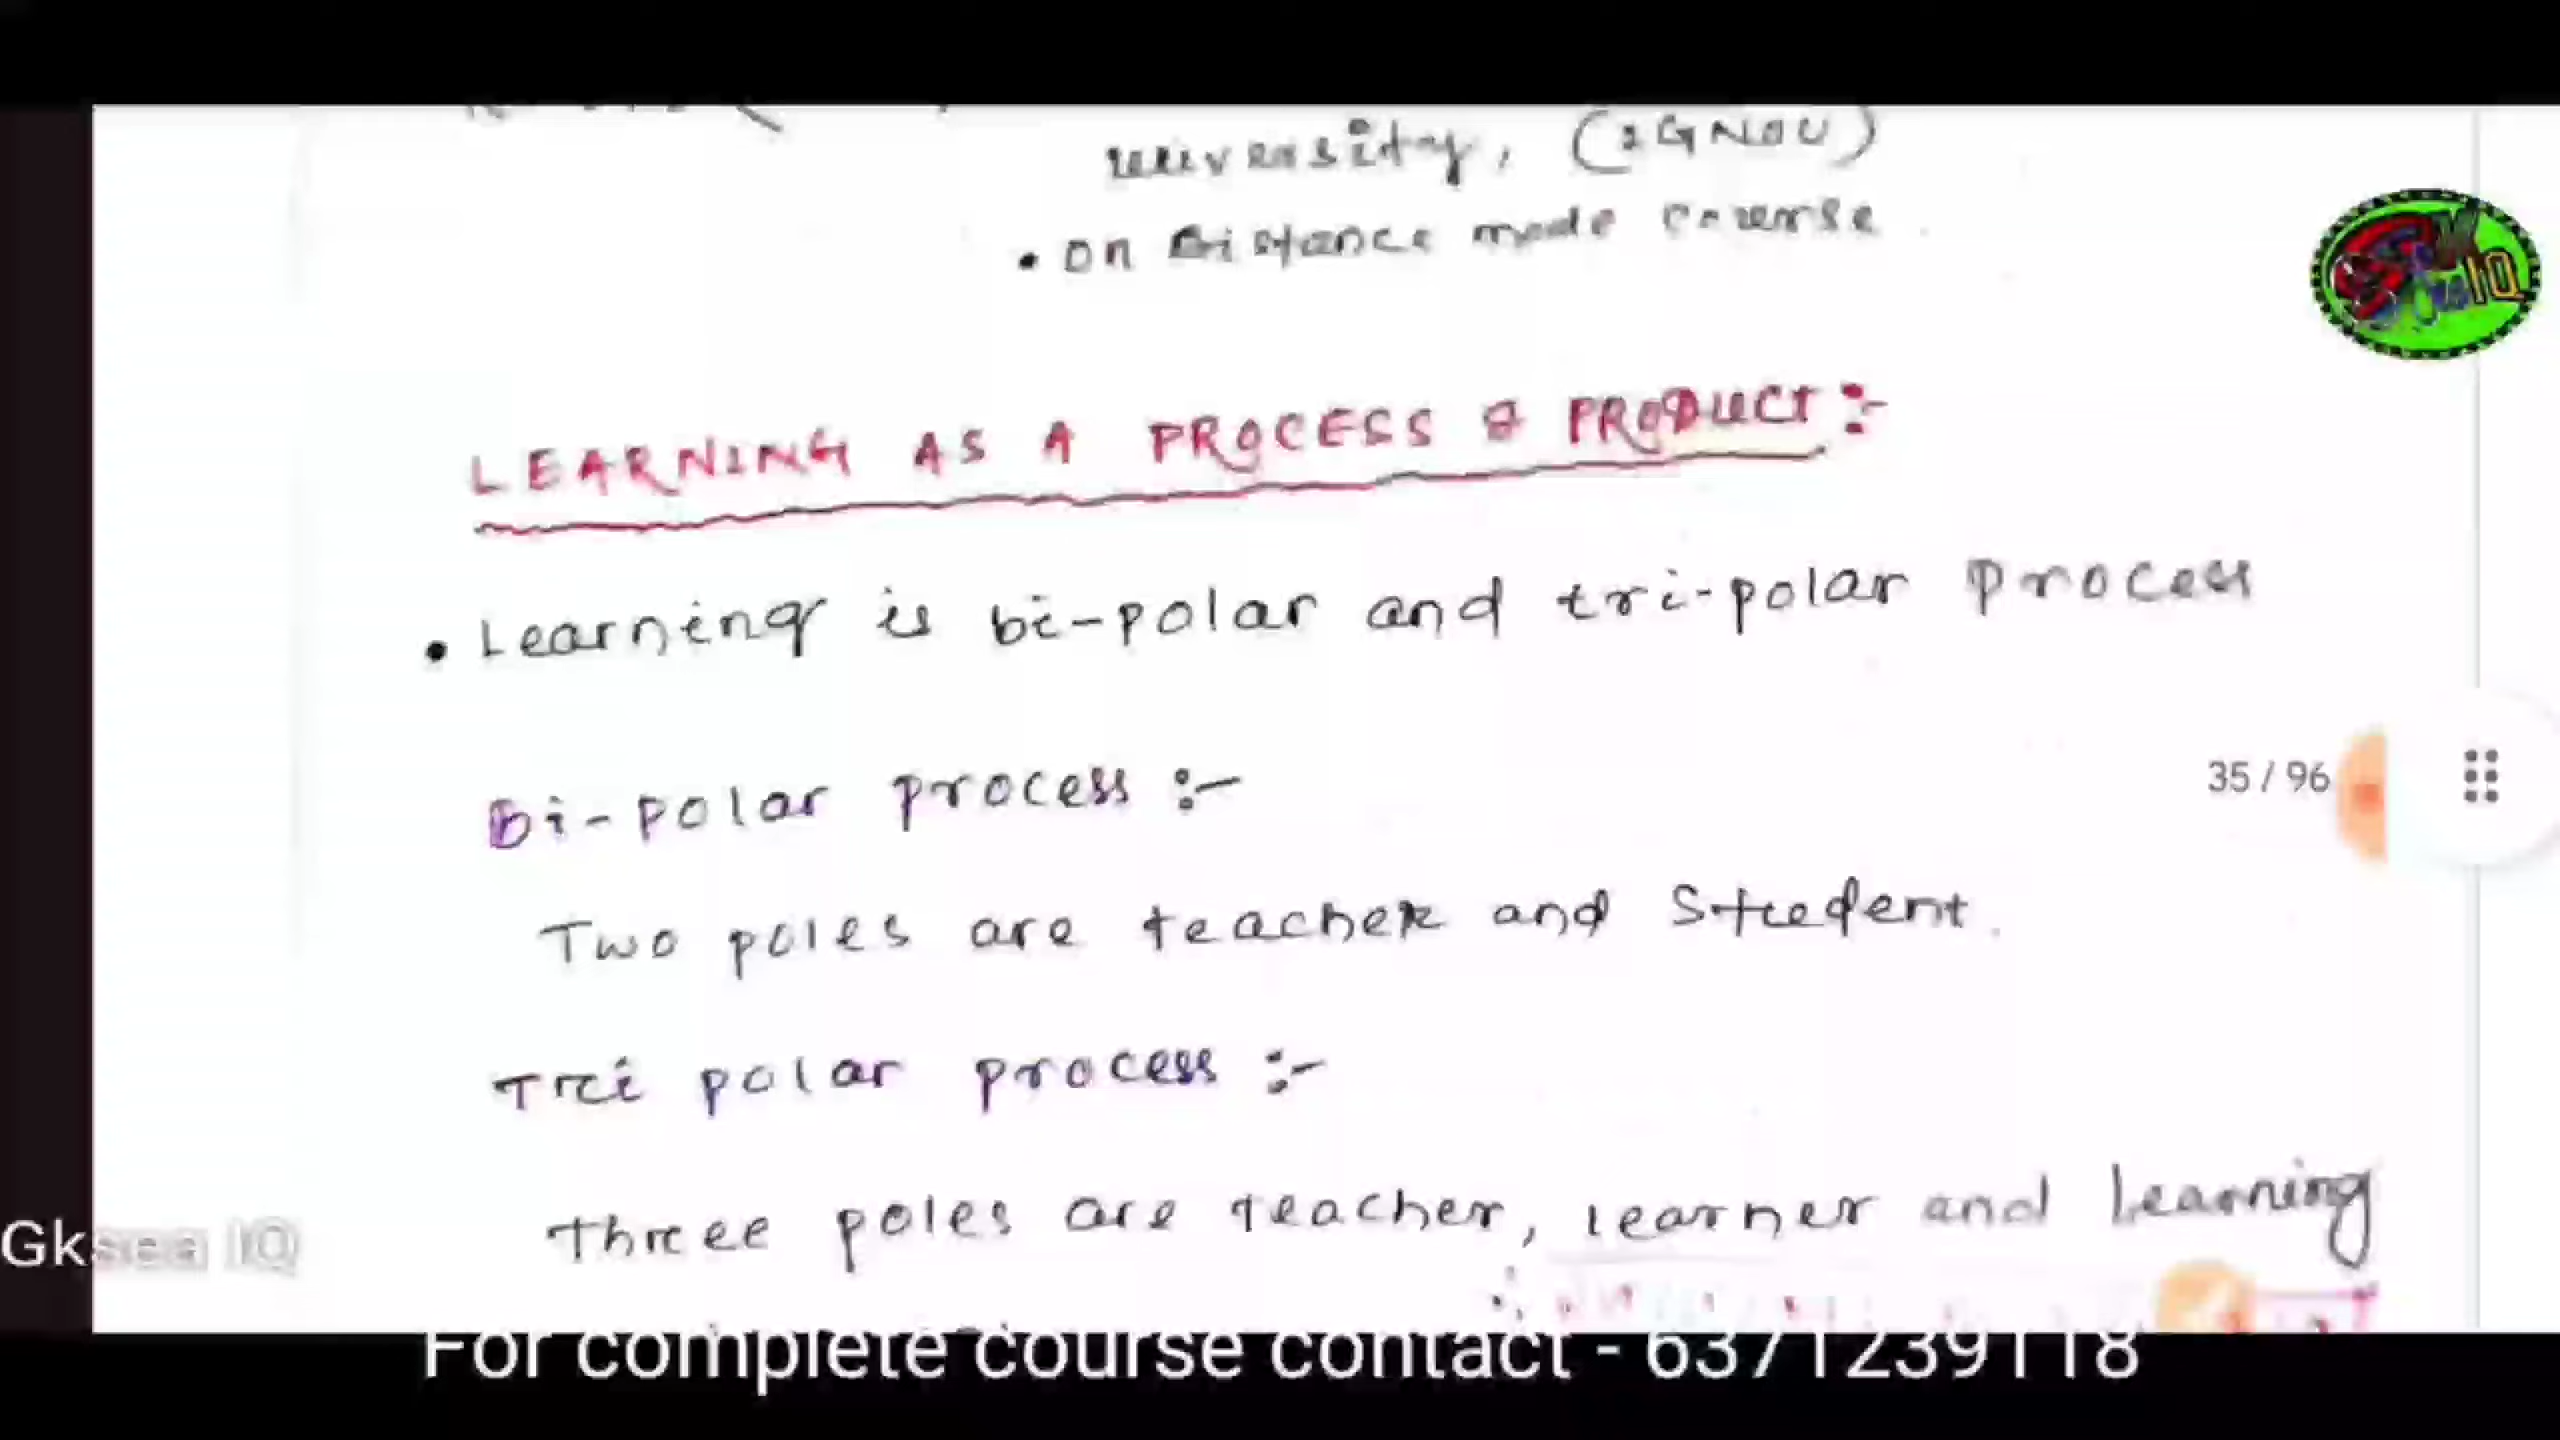 university, (IGNOU)
• on Distance mode course.
LEARNING AS A PROCESS & PRODUCT :-
• Learning is bi-polar and tri-polar process
35 / 96
Bi-polar process :-
Two poles are teacher and Student.
Tri polar process :-
Three poles are teacher, learner and learning
Gksea IQ
For complete course contact - 6371239118